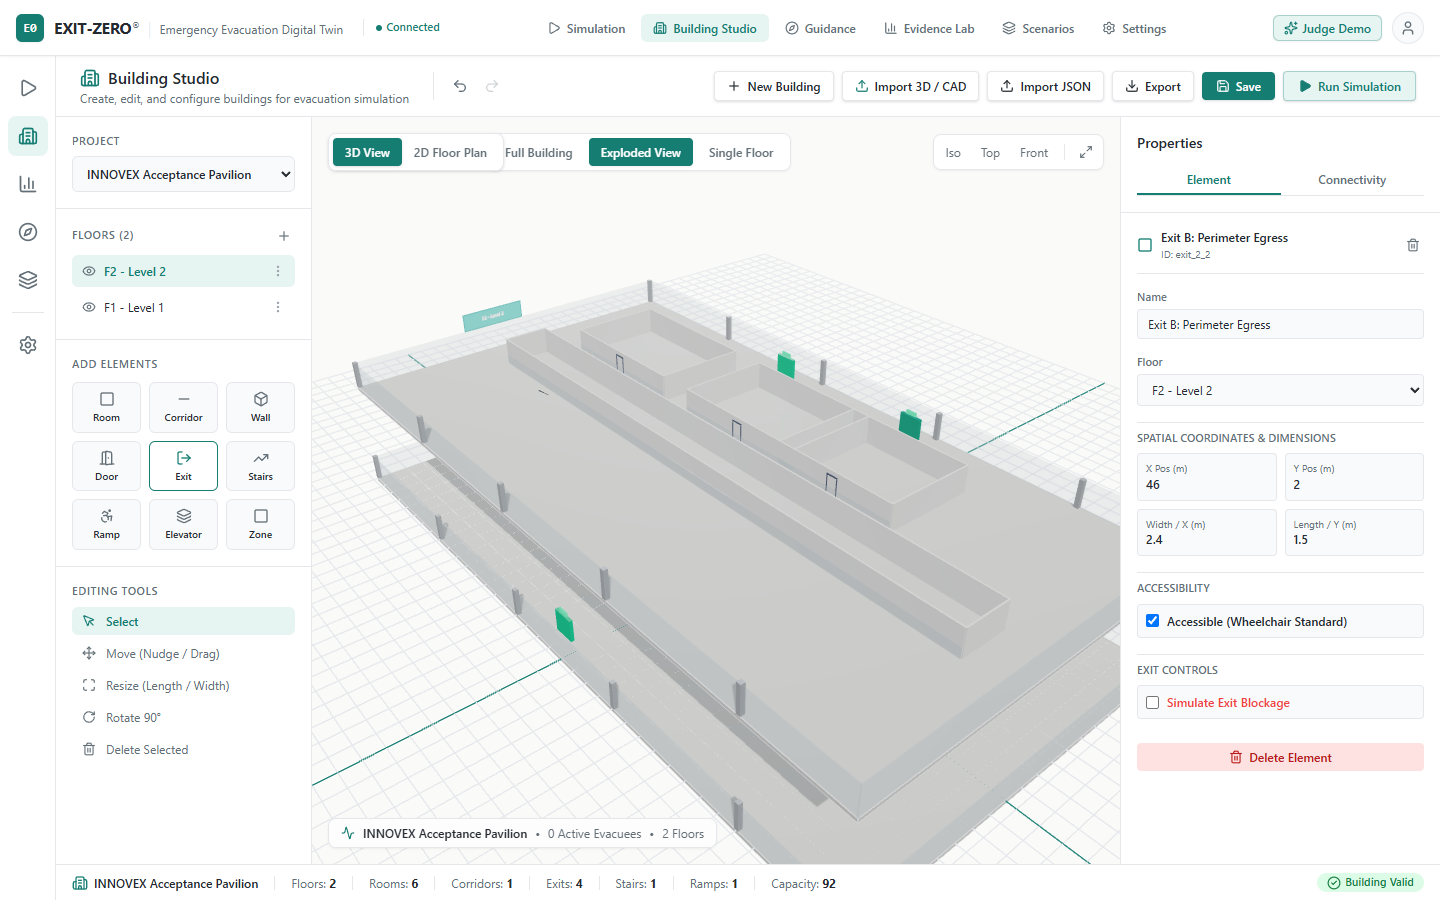 E0 EXIT-ZERO® Emergency Evacuation Digital Twin Connected
Simulation Building Studio Guidance Evidence Lab Scenarios Settings Judge Demo
Building Studio
Create, edit, and configure buildings for evacuation simulation
New Building Import 3D / CAD Import JSON Export Save Run Simulation
PROJECT
INNOVEX Acceptance Pavilion
FLOORS (2)
F2 - Level 2
F1 - Level 1
ADD ELEMENTS
Room Corridor Wall
Door Exit Stairs
Ramp Elevator Zone
EDITING TOOLS
Select
Move (Nudge / Drag)
Resize (Length / Width)
Rotate 90°
Delete Selected
3D View 2D Floor Plan Full Building Exploded View Single Floor
Iso Top Front
INNOVEX Acceptance Pavilion • 0 Active Evacuees • 2 Floors
Properties
Element Connectivity
Exit B: Perimeter Egress
ID: exit_2_2
Name
Exit B: Perimeter Egress
Floor
F2 - Level 2
SPATIAL COORDINATES & DIMENSIONS
X Pos (m) Y Pos (m)
46 2
Width / X (m) Length / Y (m)
2.4 1.5
ACCESSIBILITY
Accessible (Wheelchair Standard)
EXIT CONTROLS
Simulate Exit Blockage
Delete Element
INNOVEX Acceptance Pavilion Floors: 2 Rooms: 6 Corridors: 1 Exits: 4 Stairs: 1 Ramps: 1 Capacity: 92 Building Valid